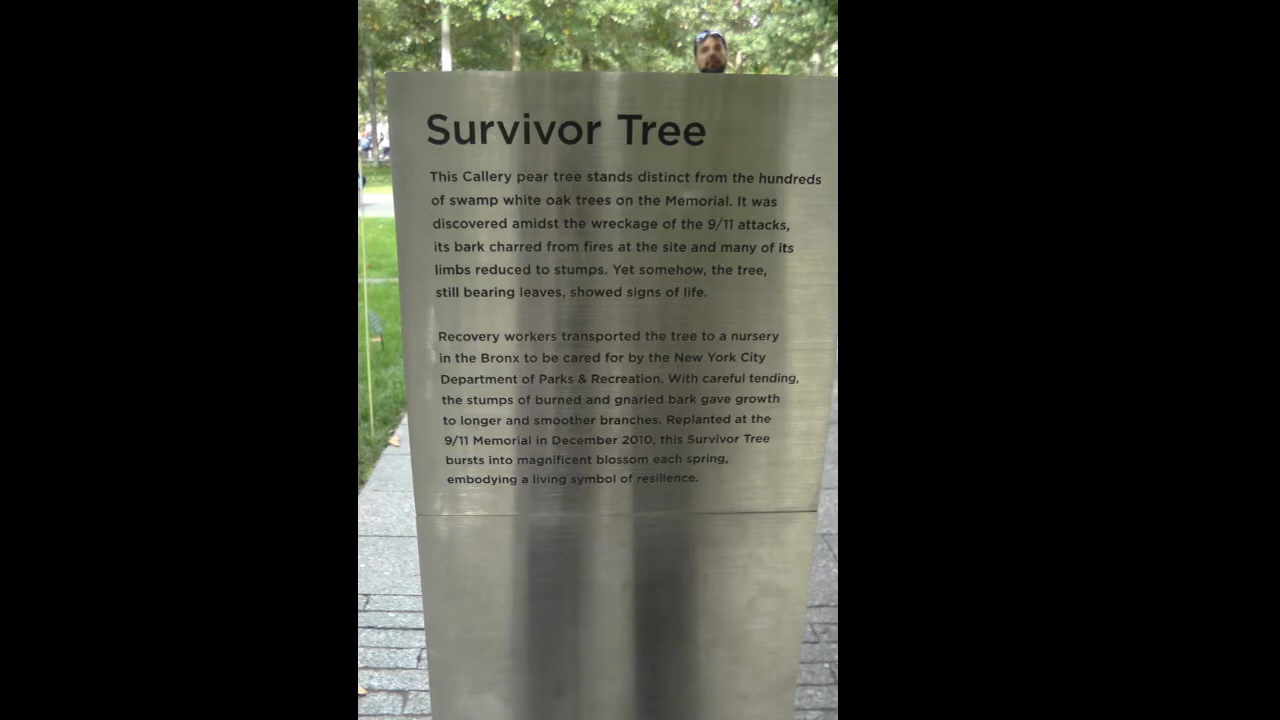 Survivor Tree
This Callery pear tree stands distinct from the hundreds
of swamp white oak trees on the Memorial. It was
discovered amidst the wreckage of the 9/11 attacks,
its bark charred from fires at the site and many of its
limbs reduced to stumps. Yet somehow, the tree,
still bearing leaves, showed signs of life.
Recovery workers transported the tree to a nursery
in the Bronx to be cared for by the New York City
Department of Parks & Recreation. With careful tending,
the stumps of burned and gnarled bark gave growth
to longer and smoother branches. Replanted at the
9/11 Memorial in December 2010, this Survivor Tree
bursts into magnificent blossom each spring,
embodying a living symbol of resilience.